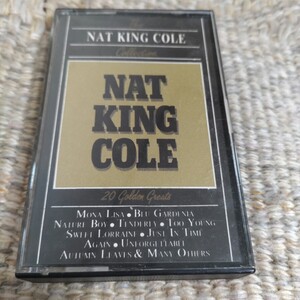 NAT KING COLE
Collection
NAT
KING
COLE
20 Golden Greats
MONA LISA • BLU GARDENIA
NATURE BOY • TENDERLY • TOO YOUNG
SWEET LORRAINE • JUST IN TIME
AGAIN • UNFORGETTABLE
AUTUMN LEAVES & MANY OTHERS